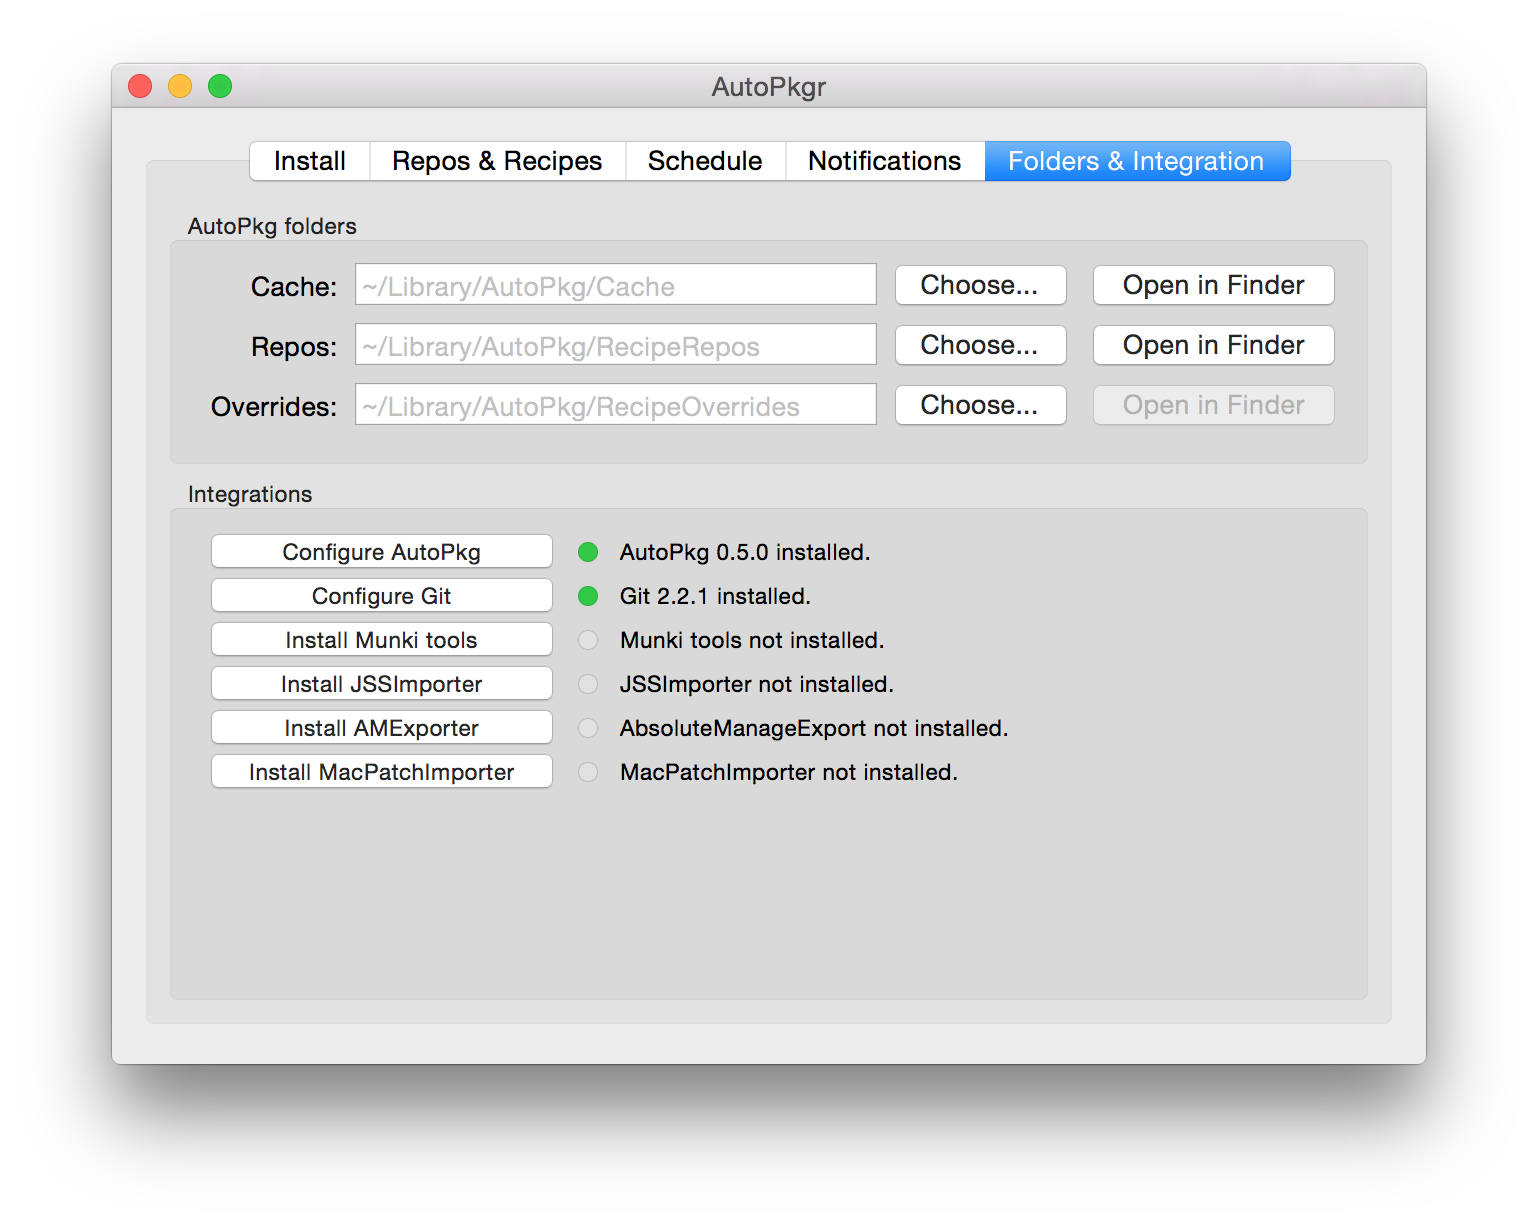 AutoPkgr
Install Repos & Recipes Schedule Notifications Folders & Integration
AutoPkg folders
Cache: ~/Library/AutoPkg/Cache Choose... Open in Finder
Repos: ~/Library/AutoPkg/RecipeRepos Choose... Open in Finder
Overrides: ~/Library/AutoPkg/RecipeOverrides Choose... Open in Finder
Integrations
Configure AutoPkg AutoPkg 0.5.0 installed.
Configure Git Git 2.2.1 installed.
Install Munki tools Munki tools not installed.
Install JSSImporter JSSImporter not installed.
Install AMExporter AbsoluteManageExport not installed.
Install MacPatchImporter MacPatchImporter not installed.